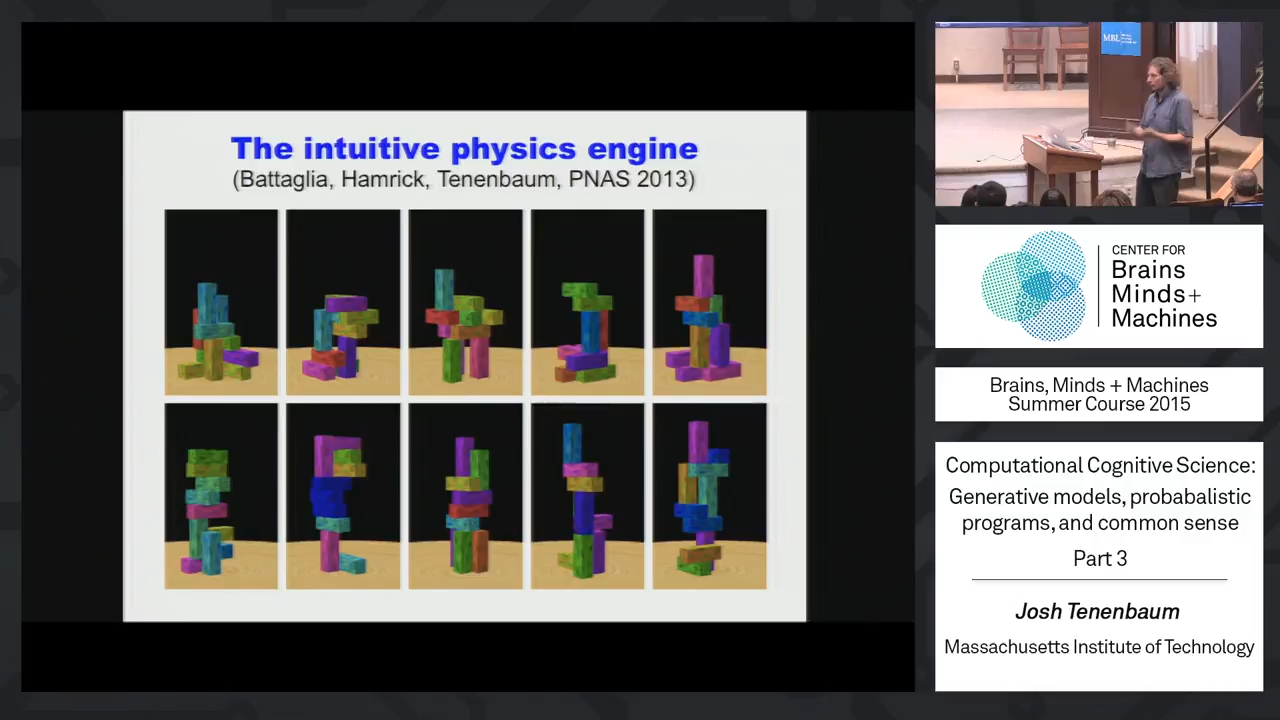 The intuitive physics engine
(Battaglia, Hamrick, Tenenbaum, PNAS 2013)
MBL
CENTER FOR
Brains
Minds+
Machines
Brains, Minds + Machines
Summer Course 2015
Computational Cognitive Science:
Generative models, probabalistic
programs, and common sense
Part 3
Josh Tenenbaum
Massachusetts Institute of Technology